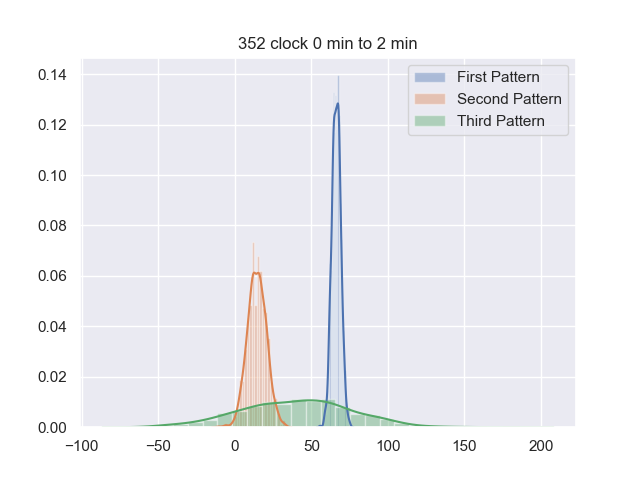 352 clock 0 min to 2 min
First Pattern
Second Pattern
Third Pattern
0.14
0.12
0.10
0.08
0.06
0.04
0.02
0.00
−100 −50 0 50 100 150 200